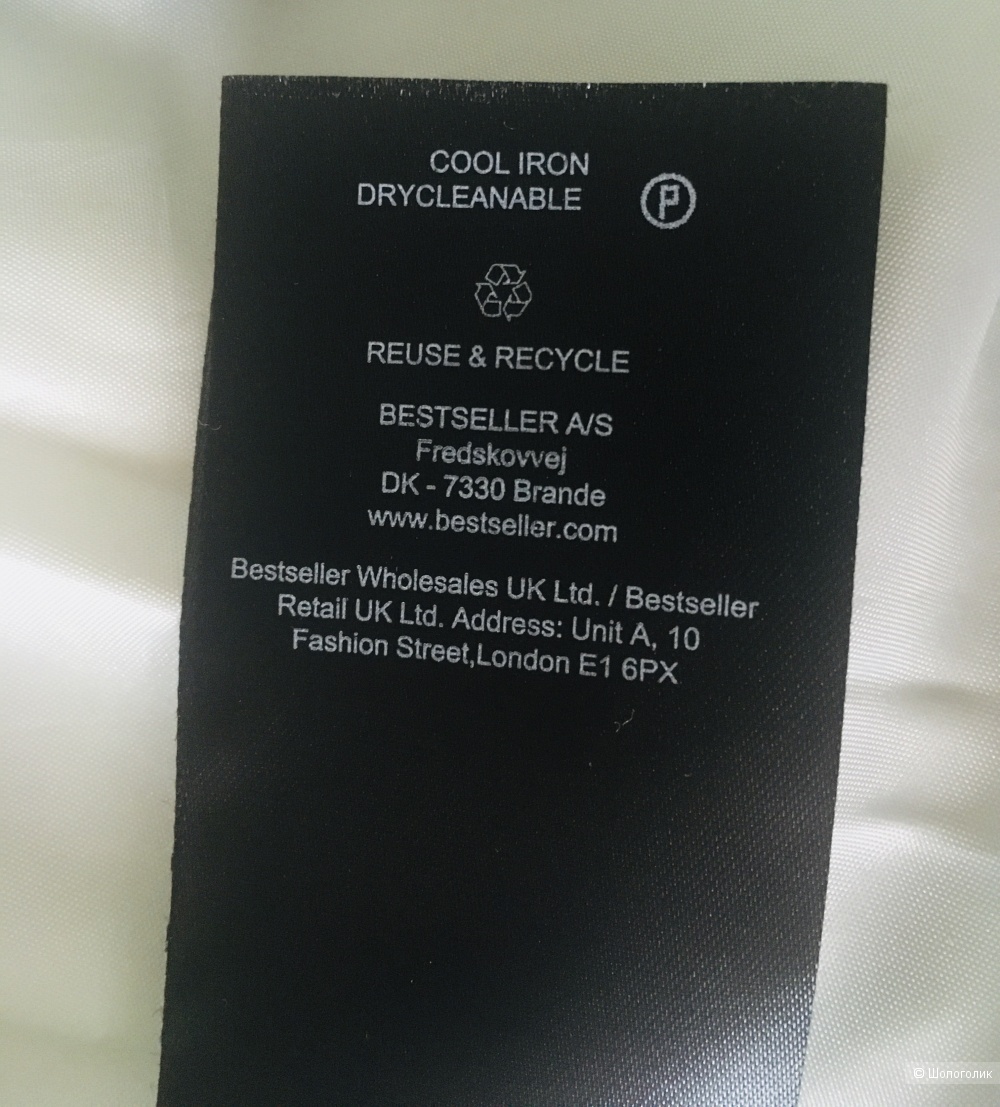 COOL IRON
DRYCLEANABLE
P
REUSE & RECYCLE
BESTSELLER A/S
Fredskovvej
DK - 7330 Brande
www.bestseller.com
Bestseller Wholesales UK Ltd. / Bestseller
Retail UK Ltd. Address: Unit A, 10
Fashion Street,London E1 6PX
© Шопоголик